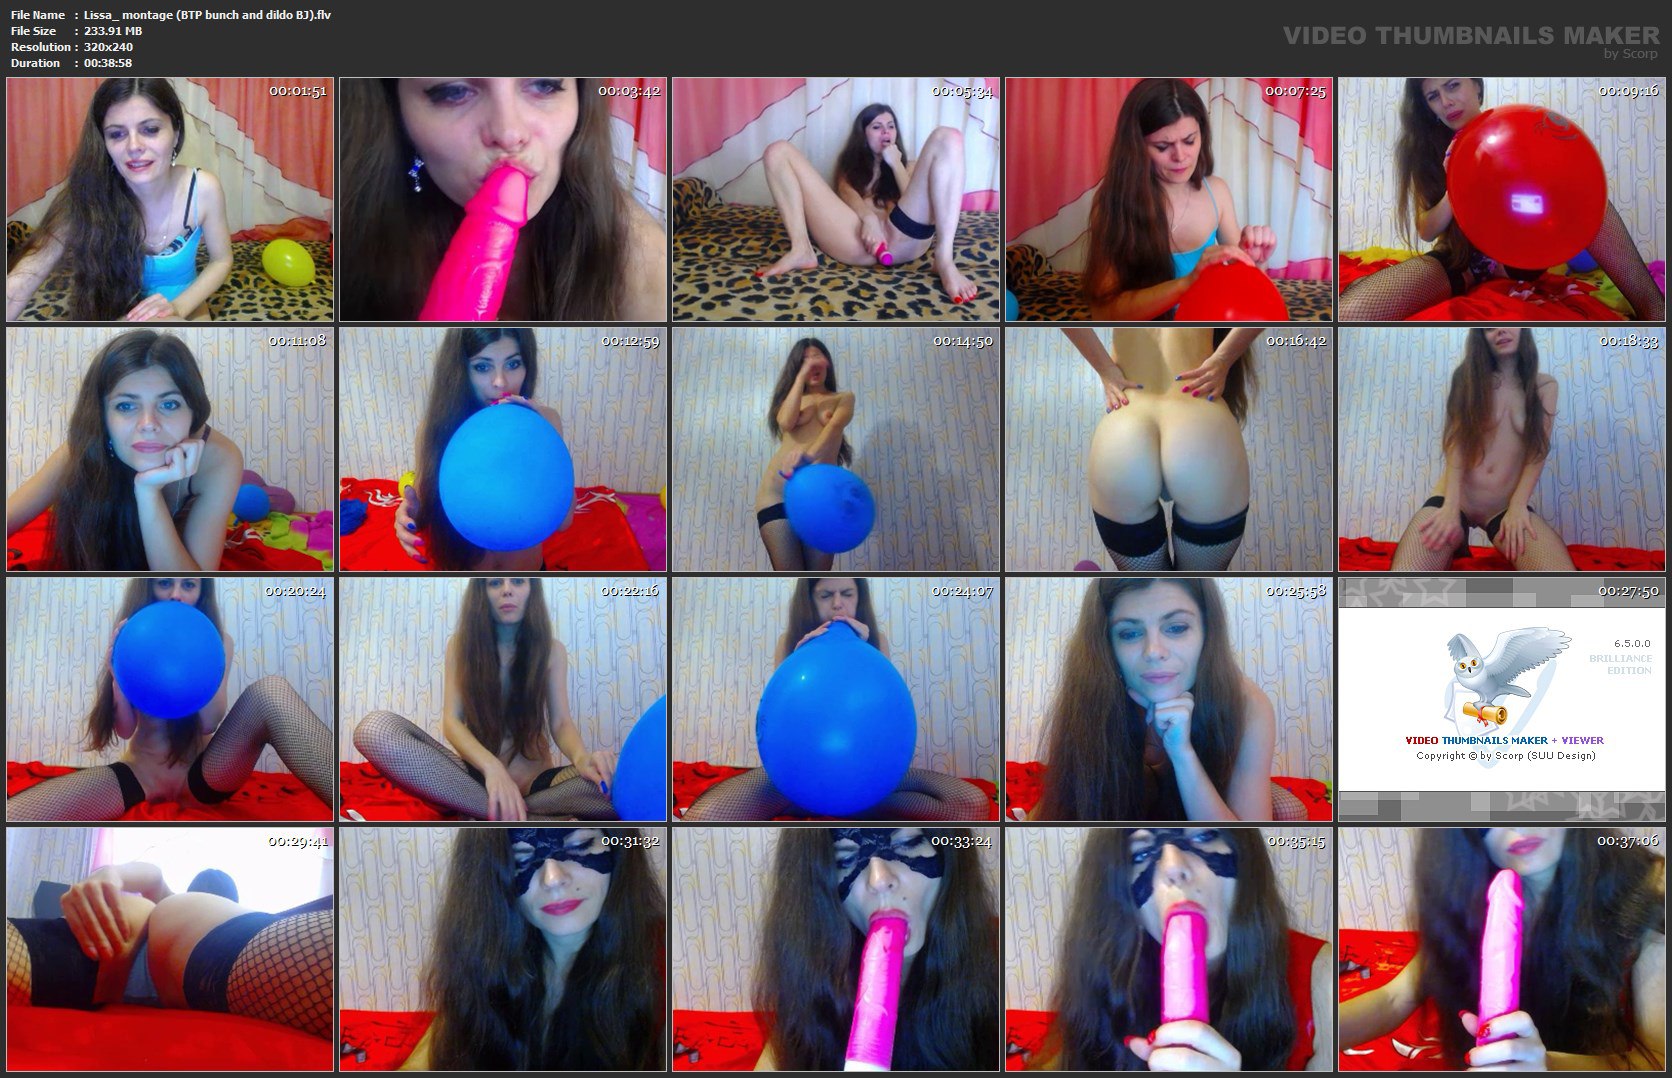 File Name : Lissa_ montage (BTP bunch and dildo BJ).flv
File Size : 233.91 MB
Resolution : 320x240
Duration : 00:38:58
VIDEO THUMBNAILS MAKER
by Scorp
00:01:51
00:03:42
00:05:34
00:07:25
00:09:16
00:11:08
00:12:59
00:14:50
00:16:42
00:18:33
00:20:24
00:22:16
00:24:07
00:25:58
00:27:50
6.5.0.0
BRILLIANCE
EDITION
VIDEO THUMBNAILS MAKER + VIEWER
Copyright © by Scorp (SUU Design)
00:29:41
00:31:32
00:33:24
00:35:15
00:37:06